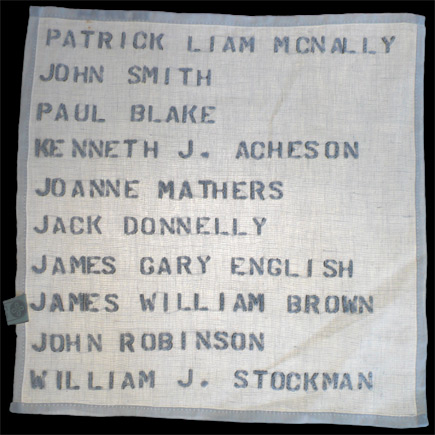 PATRICK LIAM MCNALLY
JOHN SMITH
PAUL BLAKE
KENNETH J. ACHESON
JOANNE MATHERS
JACK DONNELLY
JAMES GARY ENGLISH
JAMES WILLIAM BROWN
JOHN ROBINSON
WILLIAM J. STOCKMAN